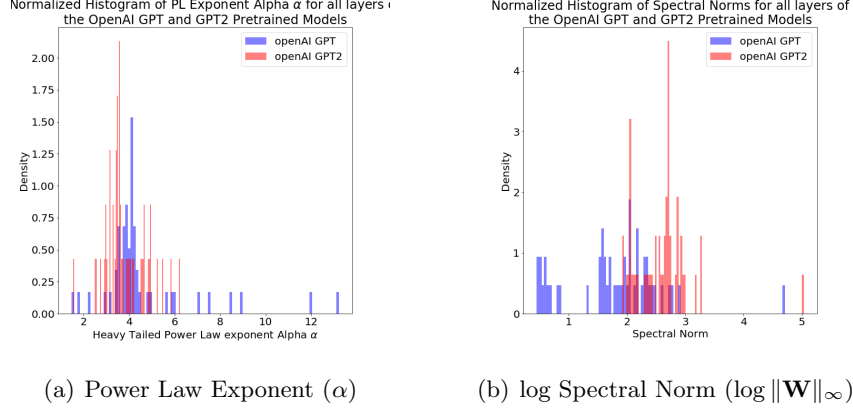 Normalized Histogram of PL Exponent Alpha α for all layers
the OpenAI GPT and GPT2 Pretrained Models
openAI GPT
openAI GPT2
Density
2.00
1.75
1.50
1.25
1.00
0.75
0.50
0.25
0.00
2 4 6 8 10 12
Heavy Tailed Power Law exponent Alpha α
(a) Power Law Exponent (α)
Normalized Histogram of Spectral Norms for all layers of
the OpenAI GPT and GPT2 Pretrained Models
openAI GPT
openAI GPT2
Density
4
3
2
1
0
1 2 3 4 5
Spectral Norm
(b) log Spectral Norm (log ‖W‖∞)